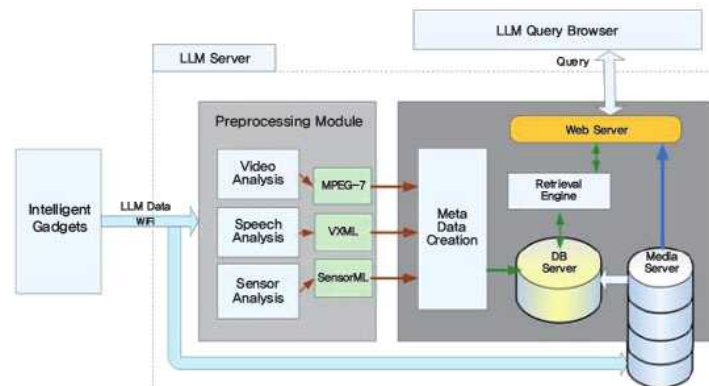 LLM Query Browser
LLM Server
Query
Preprocessing Module
Web Server
Video
Analysis
MPEG-7
Retrieval
Engine
Intelligent
Gadgets
LLM Data
WiFi
Speech
Analysis
VXML
Meta
Data
Creation
DB
Server
Media
Server
Sensor
Analysis
SensorML